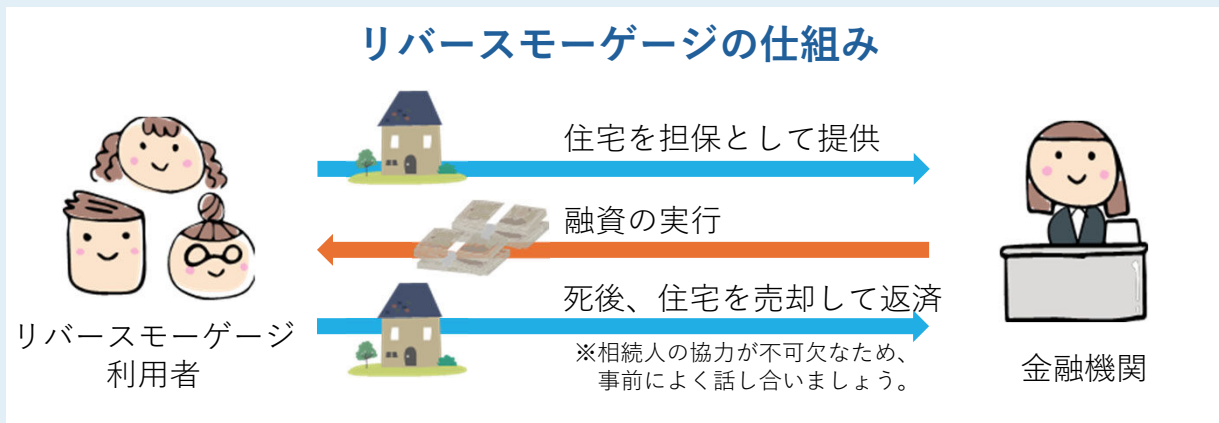 リバースモーゲージの仕組み
住宅を担保として提供
融資の実行
死後、住宅を売却して返済
※相続人の協力が不可欠なため、
事前によく話し合いましょう。
リバースモーゲージ
利用者
金融機関